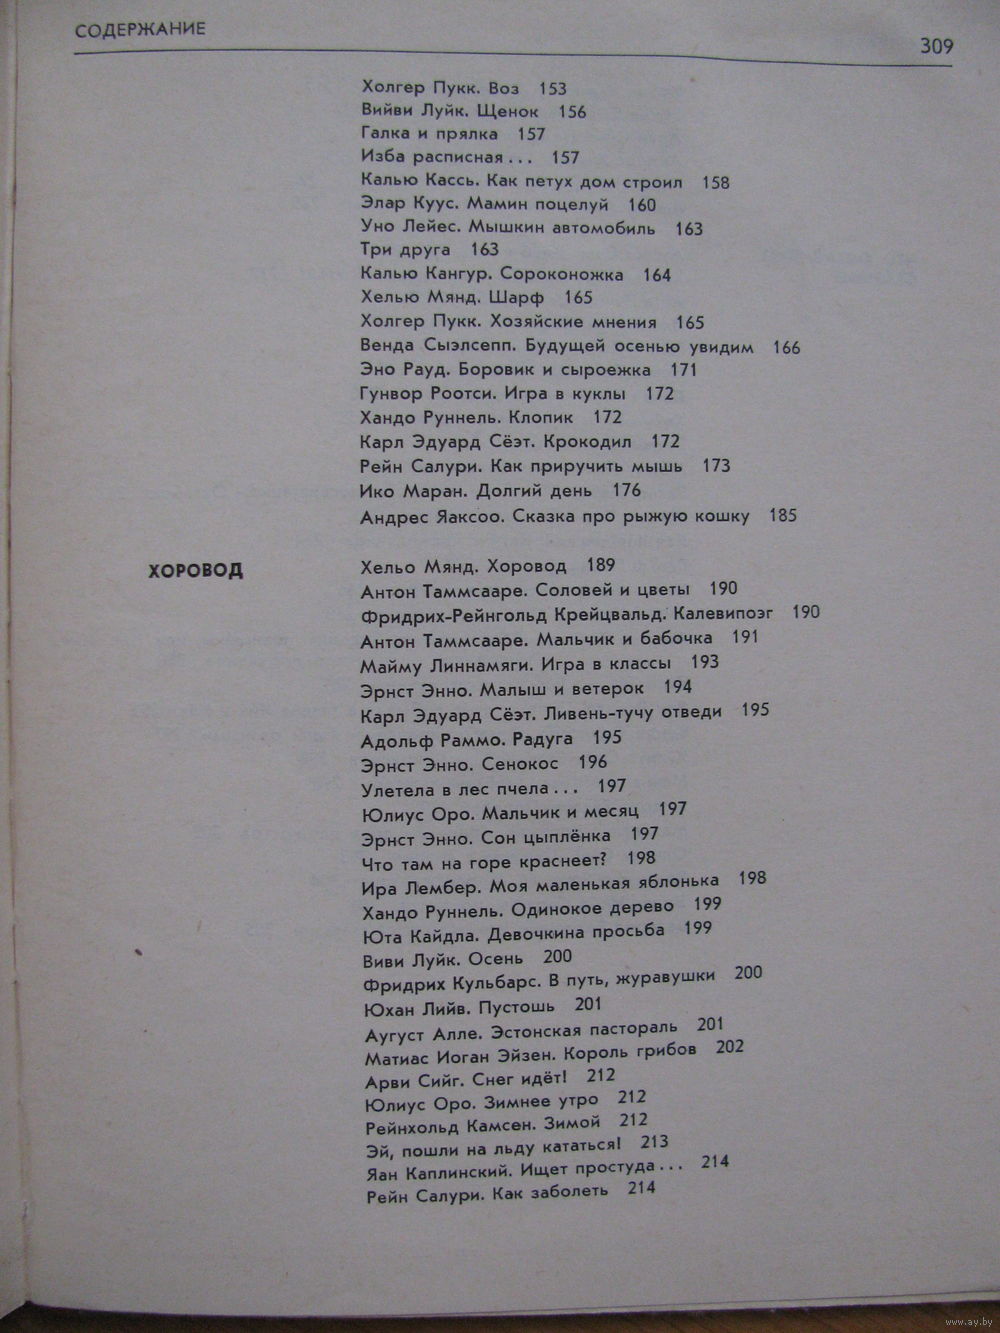 СОДЕРЖАНИЕ
309
Холгер Пукк. Воз 153
Вийви Луйк. Щенок 156
Галка и прялка 157
Изба расписная... 157
Калью Кассь. Как петух дом строил 158
Элар Куус. Мамин поцелуй 160
Уно Лейес. Мышкин автомобиль 163
Три друга 163
Калью Кангур. Сороконожка 164
Хелью Мянд. Шарф 165
Холгер Пукк. Хозяйские мнения 165
Венда Сыэлсепп. Будущей осенью увидим 166
Эно Рауд. Боровик и сыроежка 171
Гунвор Роотси. Игра в куклы 172
Хандо Руннель. Клопик 172
Карл Эдуард Сёэт. Крокодил 172
Рейн Салури. Как приручить мышь 173
Ико Маран. Долгий день 176
Андрес Яаксоо. Сказка про рыжую кошку 185
ХОРОВОД
Хельо Мянд. Хоровод 189
Антон Таммсааре. Соловей и цветы 190
Фридрих-Рейнгольд Крейцвальд. Калевипоэг 190
Антон Таммсааре. Мальчик и бабочка 191
Майму Линнамяги. Игра в классы 193
Эрнст Энно. Малыш и ветерок 194
Карл Эдуард Сёэт. Ливень-тучу отведи 195
Адольф Раммо. Радуга 195
Эрнст Энно. Сенокос 196
Улетела в лес пчела... 197
Юлиус Оро. Мальчик и месяц 197
Эрнст Энно. Сон цыплёнка 197
Что там на горе краснеет? 198
Ира Лембер. Моя маленькая яблонька 198
Хандо Руннель. Одинокое дерево 199
Юта Кайдла. Девочкина просьба 199
Виви Луйк. Осень 200
Фридрих Кульбарс. В путь, журавушки 200
Юхан Лийв. Пустошь 201
Аугуст Алле. Эстонская пастораль 201
Матиас Иоган Эйзен. Король грибов 202
Арви Сийг. Снег идёт! 212
Юлиус Оро. Зимнее утро 212
Рейнхольд Камсен. Зимой 212
Эй, пошли на льду кататься! 213
Яан Каплинский. Ищет простуда... 214
Рейн Салури. Как заболеть 214
www.ay.by